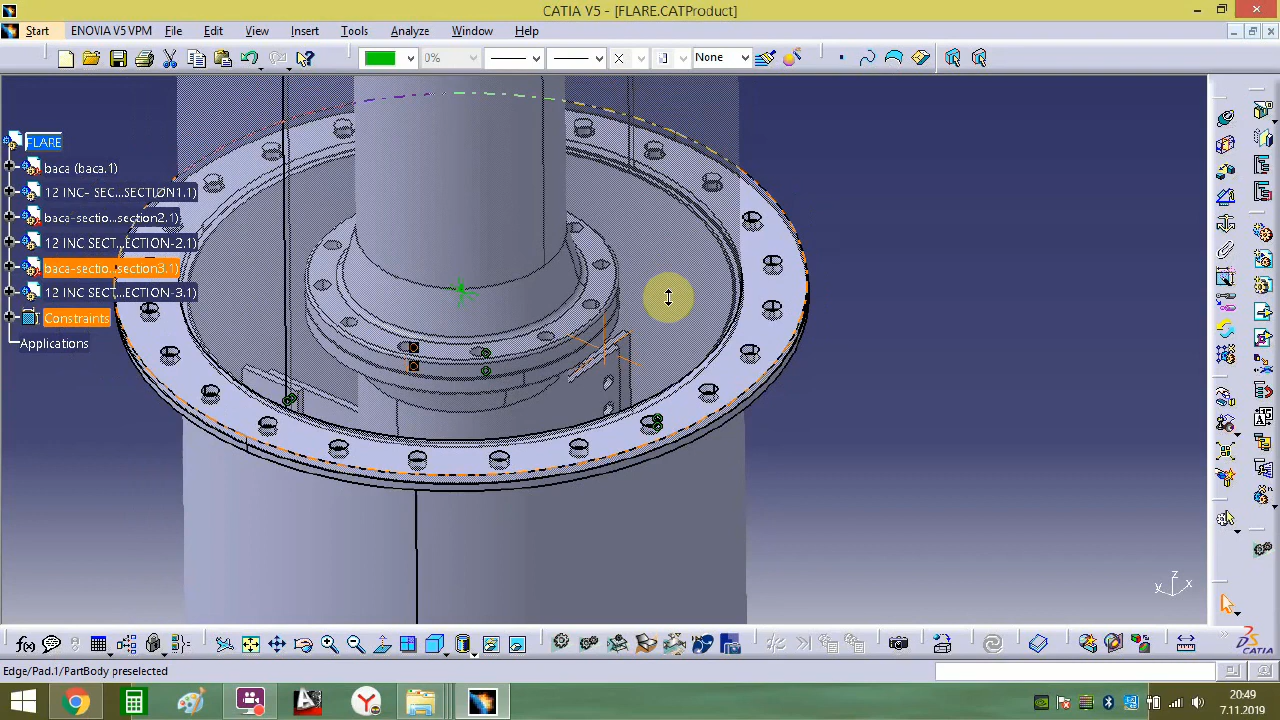 CATIA V5 - [FLARE.CATProduct]
Start ENOVIA V5 VPM File Edit View Insert Tools Analyze Window Help
0% None
FLARE
baca (baca.1)
12 INC- SEC...SECTION1.1)
baca-sectio...section2.1)
12 INC SECT...ECTION-2.1)
baca-sectio...section3.1)
12 INC SECT...ECTION-3.1)
Constraints
Applications
z
y x
Edge/Pad.1/PartBody preselected
CATIA
20:49
7.11.2019